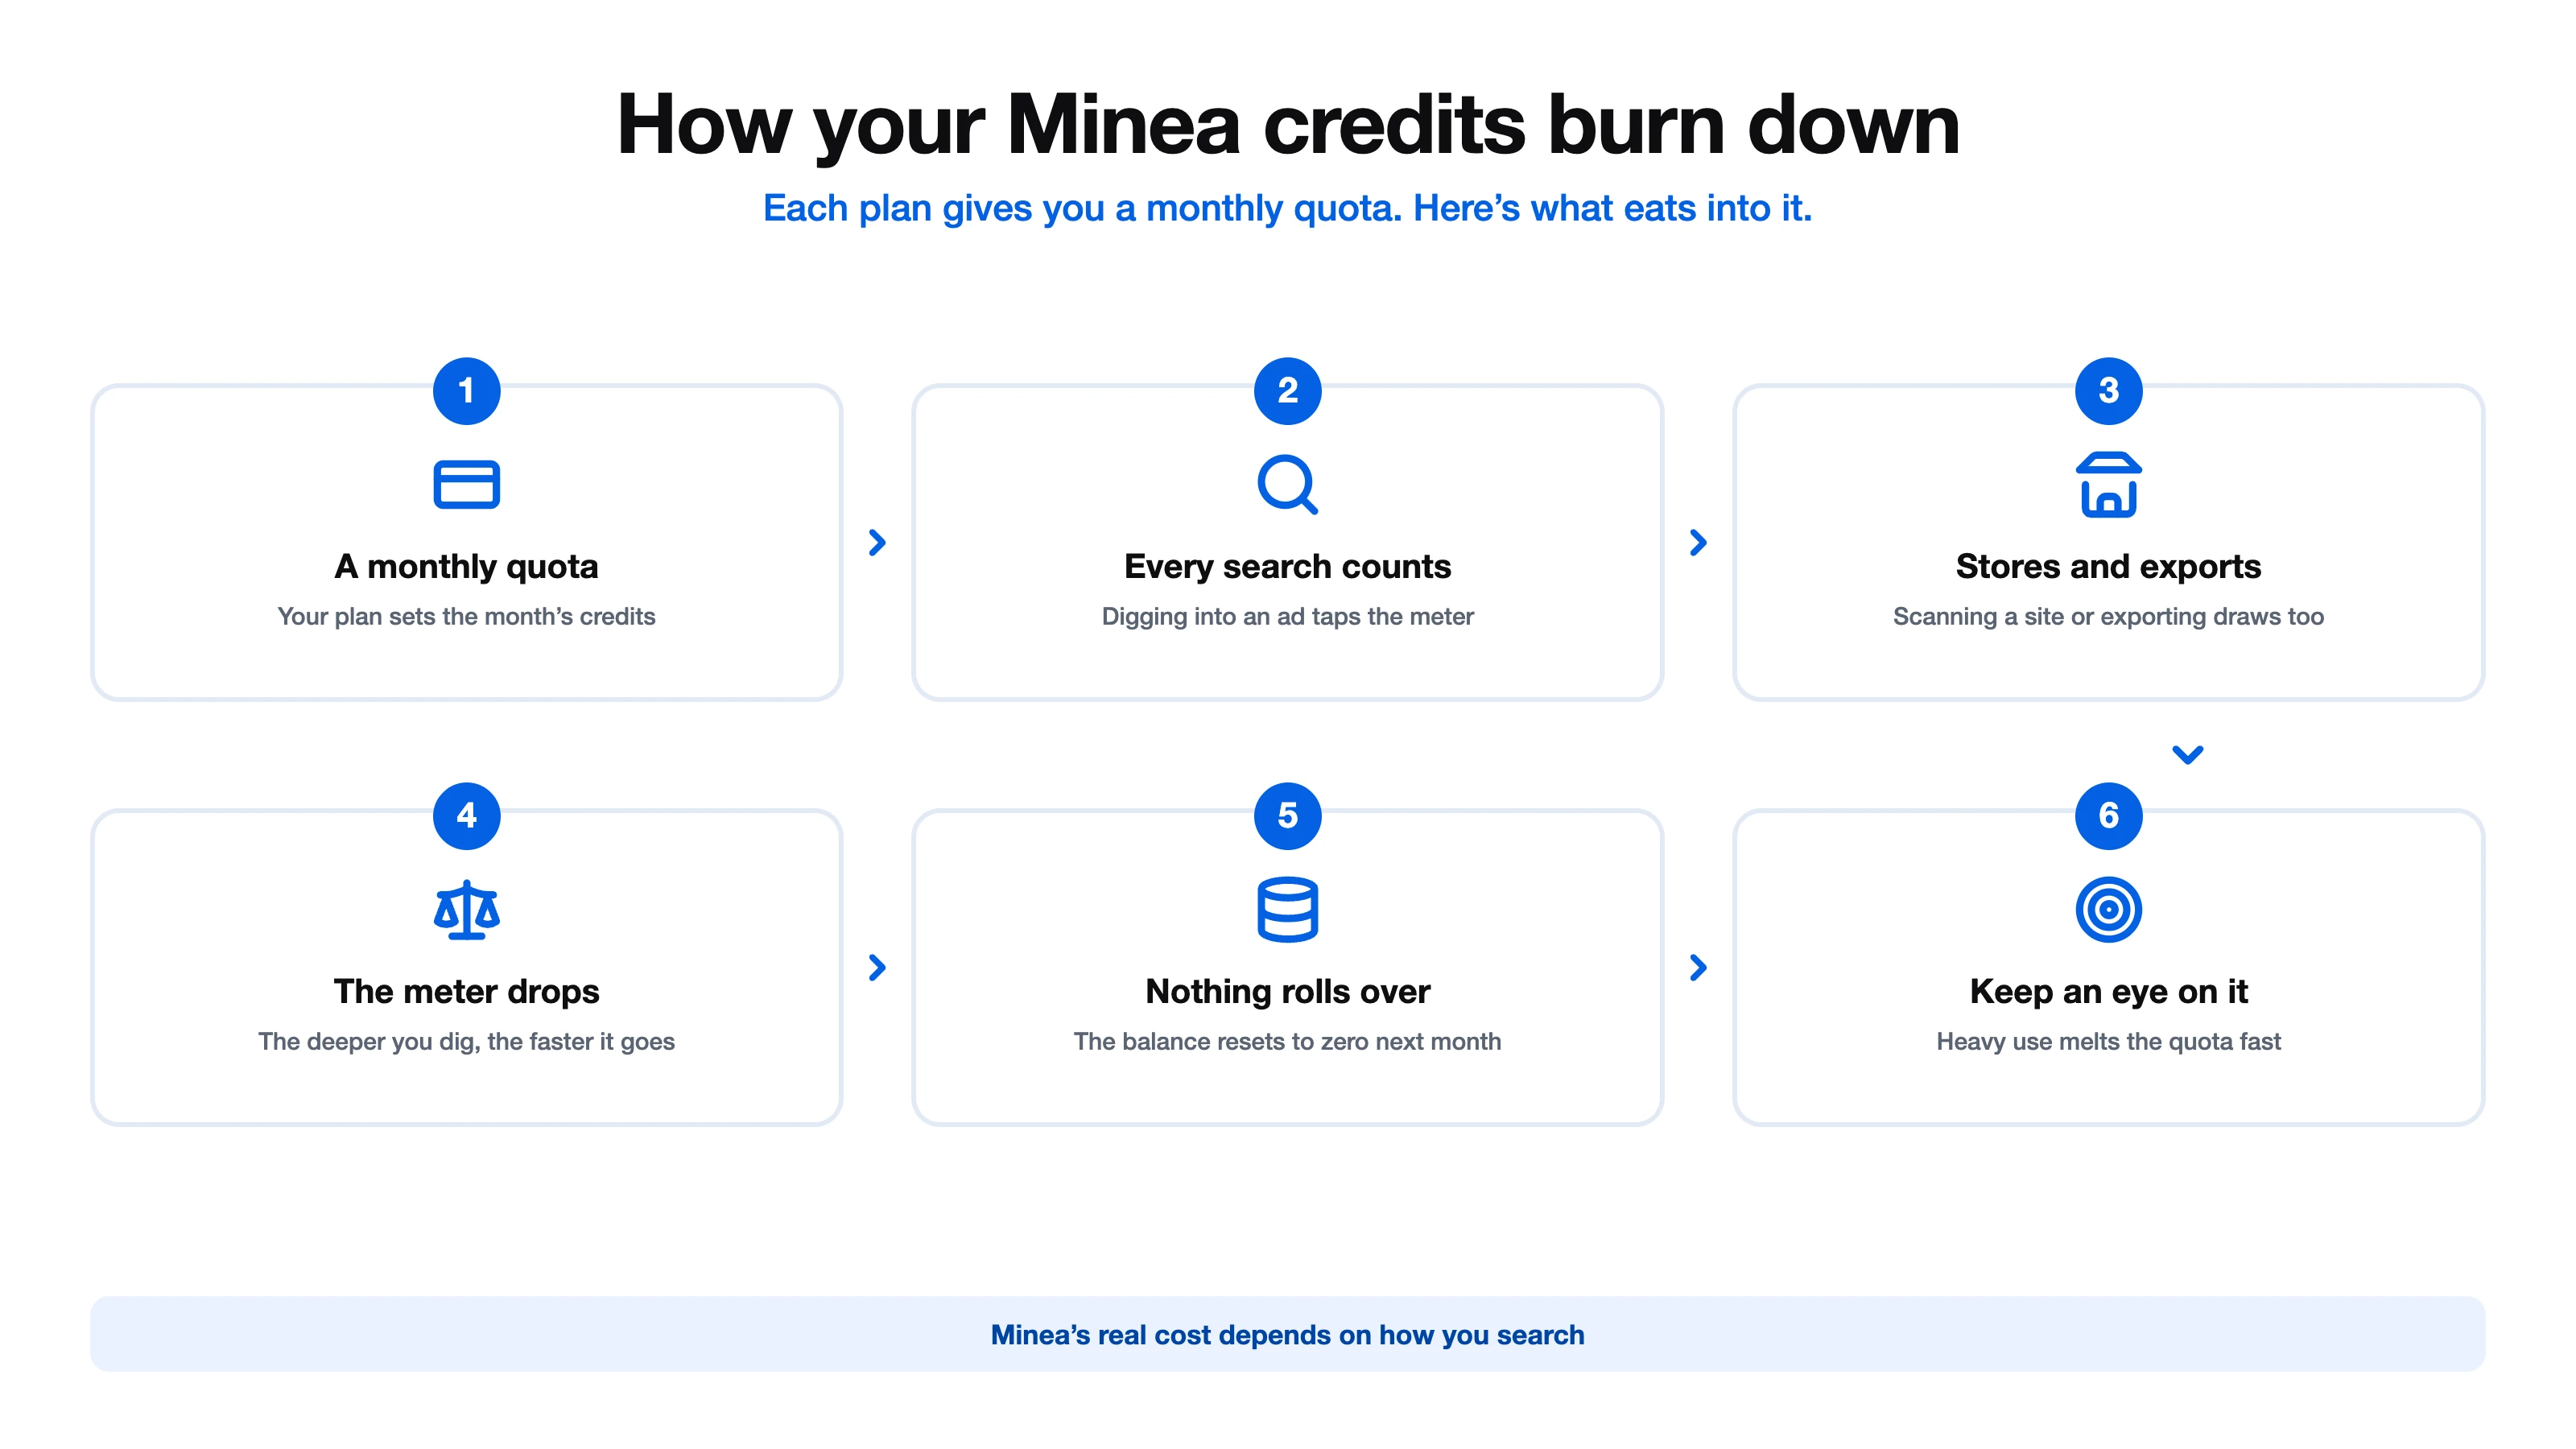 How your Minea credits burn down
Each plan gives you a monthly quota. Here’s what eats into it.
1
A monthly quota
Your plan sets the month’s credits
2
Every search counts
Digging into an ad taps the meter
3
Stores and exports
Scanning a site or exporting draws too
4
The meter drops
The deeper you dig, the faster it goes
5
Nothing rolls over
The balance resets to zero next month
6
Keep an eye on it
Heavy use melts the quota fast
Minea’s real cost depends on how you search